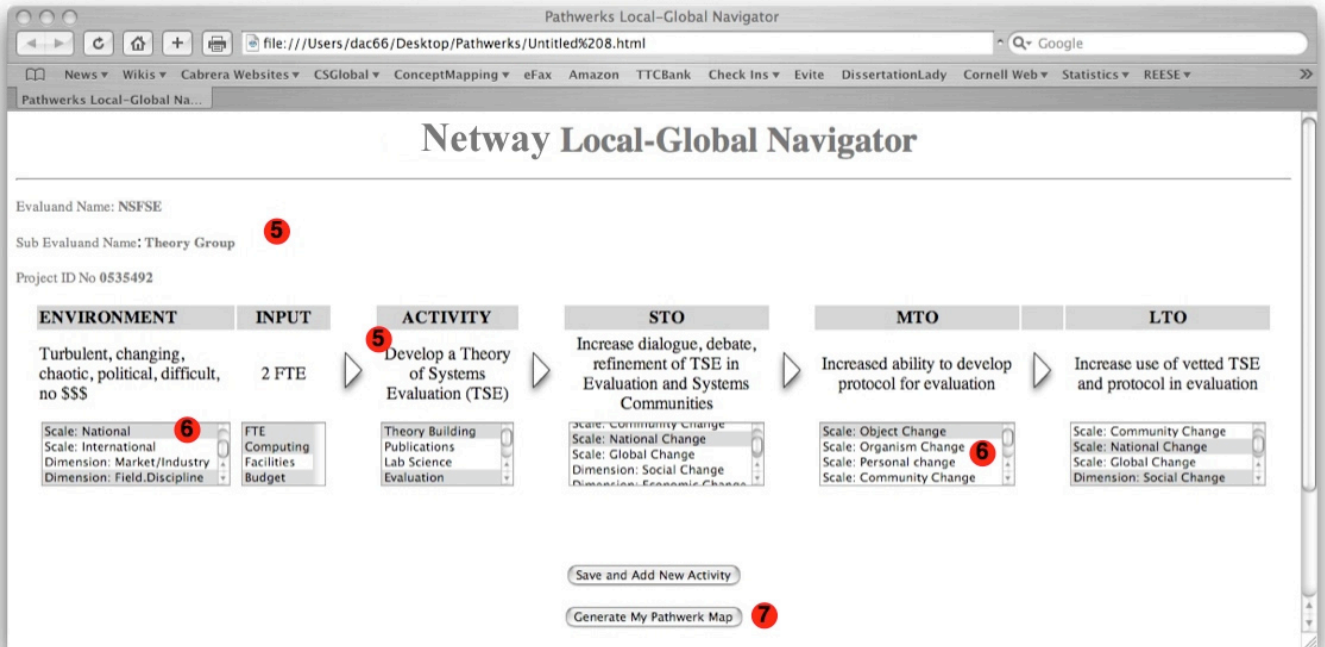 Pathwerks Local-Global Navigator
file:///Users/dac66/Desktop/Pathwerks/Untitled%208.html
Google
News Wikis Cabrera Websites CSGlobal ConceptMapping eFax Amazon TTCBank Check Ins Evite DissertationLady Cornell Web Statistics REESE
Pathwerks Local-Global Na...
Netway Local-Global Navigator
Evaluand Name: NSFSE
5
Sub Evaluand Name: Theory Group
Project ID No 0535492
ENVIRONMENT INPUT ACTIVITY STO MTO LTO
Turbulent, changing,
chaotic, political, difficult,
no $$$
2 FTE
5
Develop a Theory
of Systems
Evaluation (TSE)
Increase dialogue, debate,
refinement of TSE in
Evaluation and Systems
Communities
Increased ability to develop
protocol for evaluation
Increase use of vetted TSE
and protocol in evaluation
Scale: National
6
Scale: International
Dimension: Market/Industry
Dimension: Field.Discipline
FTE
Computing
Facilities
Budget
Theory Building
Publications
Lab Science
Evaluation
Scale: Community Change
Scale: National Change
Scale: Global Change
Dimension: Social Change
Dimension: Economic Change
Scale: Object Change
Scale: Organism Change
6
Scale: Personal change
Scale: Community Change
Scale: Community Change
Scale: National Change
Scale: Global Change
Dimension: Social Change
Save and Add New Activity
Generate My Pathwerk Map
7